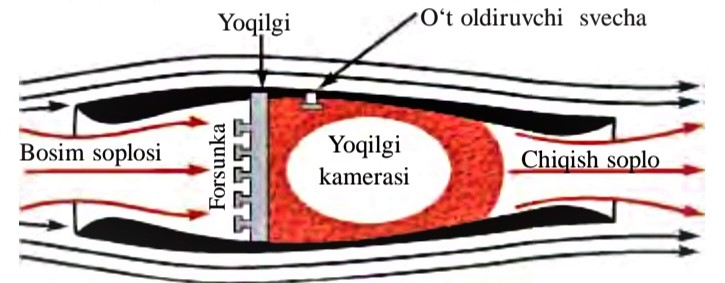 Yoqilgi
O‘t oldiruvchi svecha
Bosim soplosi
Forsunka
Yoqilgi
kamerasi
Chiqish soplo